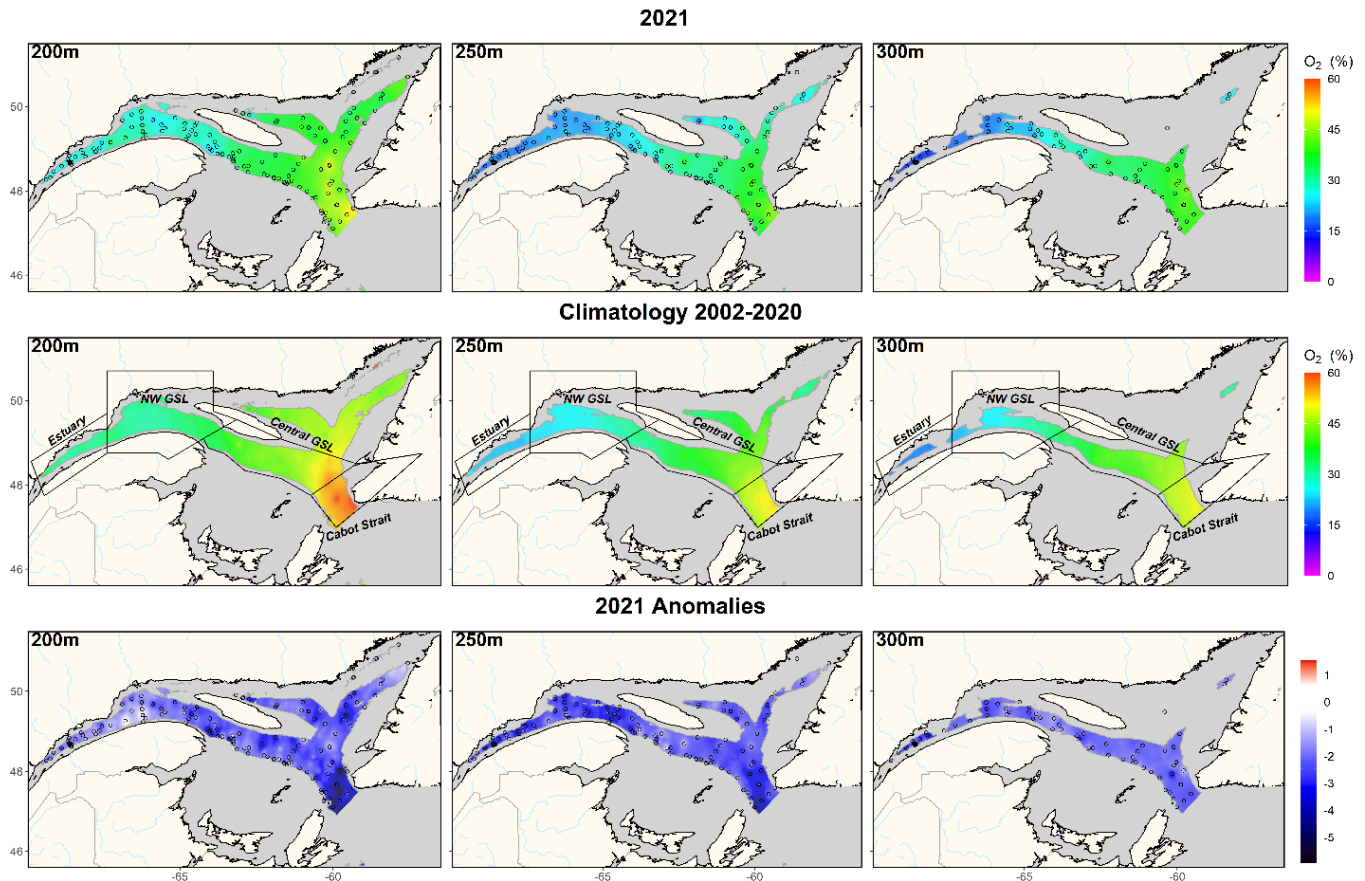 2021
200m
250m
300m
50
48
46
O₂ (%)
60
45
30
15
0
Climatology 2002-2020
200m
250m
300m
NW GSL
Estuary
Central GSL
Cabot Strait
NW GSL
Estuary
Central GSL
Cabot Strait
NW GSL
Estuary
Central GSL
Cabot Strait
50
48
46
O₂ (%)
60
45
30
15
0
2021 Anomalies
200m
250m
300m
50
48
46
1
0
-1
-2
-3
-4
-5
-65
-60
-65
-60
-65
-60